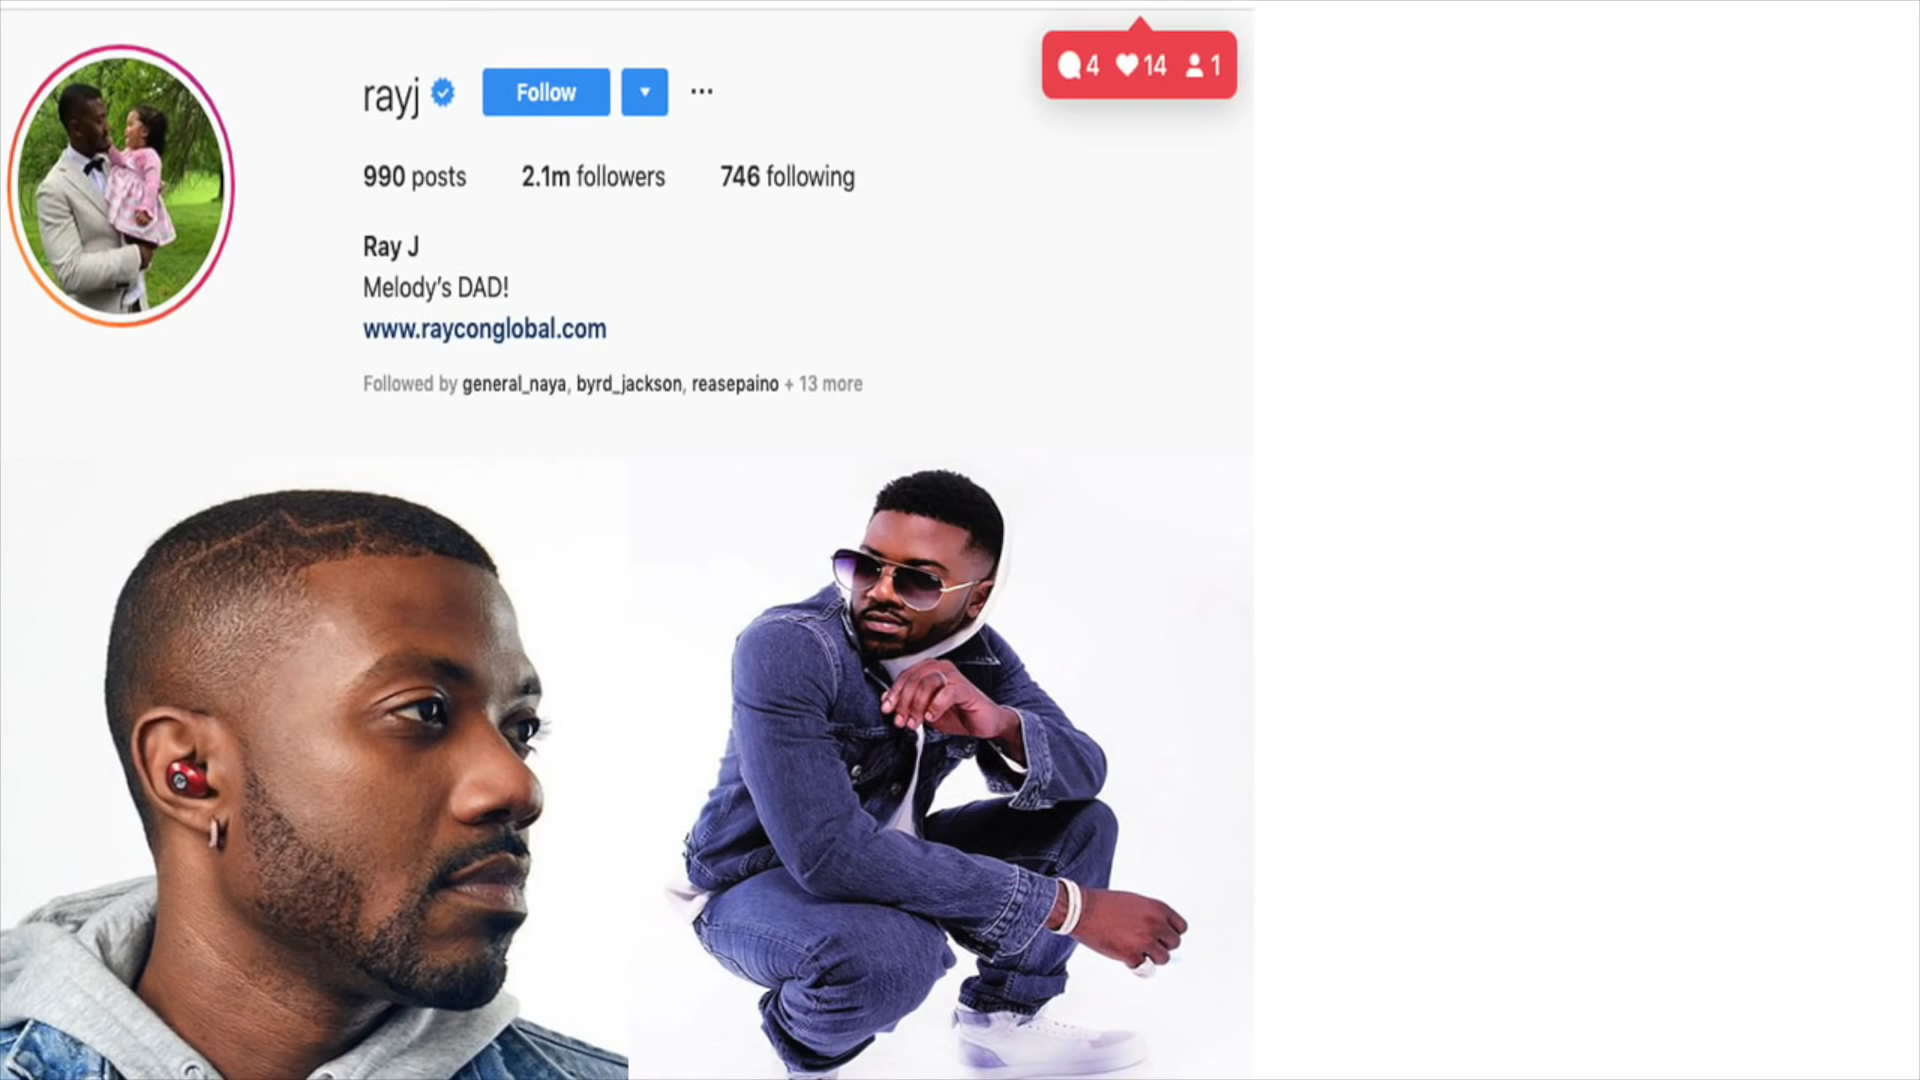 rayj Follow ...
4 14 1
990 posts 2.1m followers 746 following
Ray J
Melody's DAD!
www.rayconglobal.com
Followed by general_naya, byrd_jackson, reasepaino + 13 more